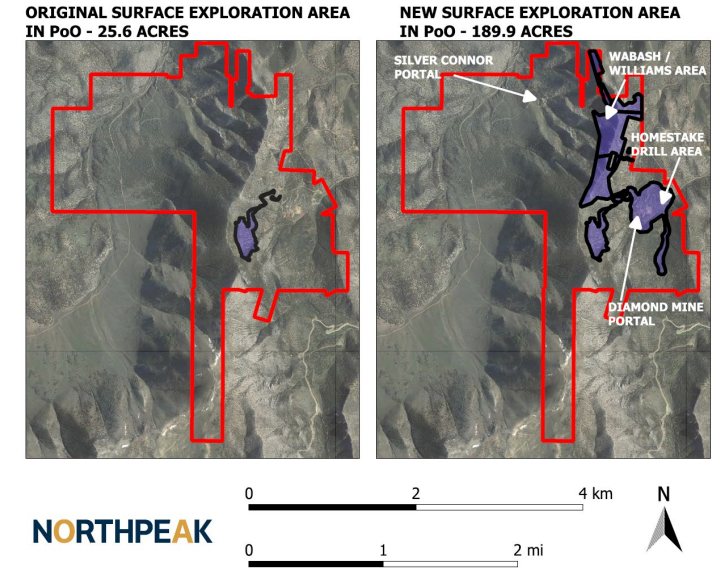 ORIGINAL SURFACE EXPLORATION AREA
IN PoO - 25.6 ACRES
NEW SURFACE EXPLORATION AREA
IN PoO - 189.9 ACRES
SILVER CONNOR
PORTAL
WABASH /
WILLIAMS AREA
HOMESTAKE
DRILL AREA
DIAMOND MINE
PORTAL
NORTHPEAK
0 2 4 km
0 1 2 mi
N